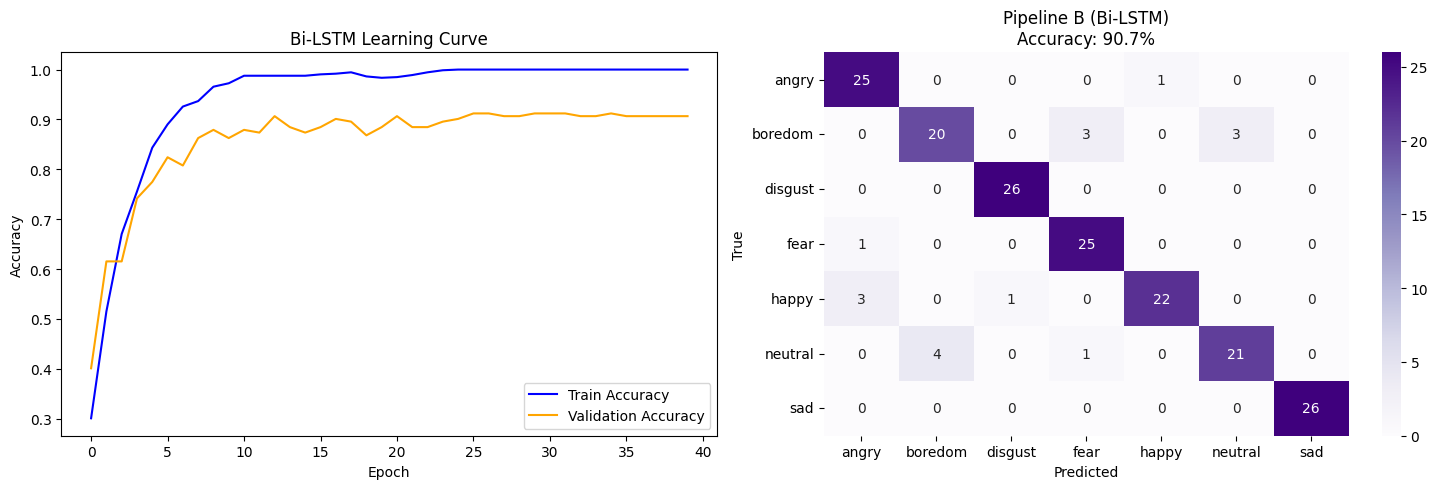 Bi-LSTM Learning Curve
1.0
0.9
0.8
0.7
0.6
0.5
0.4
0.3
Accuracy
0 5 10 15 20 25 30 35 40
Epoch
Train Accuracy
Validation Accuracy
Pipeline B (Bi-LSTM)
Accuracy: 90.7%
True
angry 25 0 0 0 1 0 0
boredom 0 20 0 3 0 3 0
disgust 0 0 26 0 0 0 0
fear 1 0 0 25 0 0 0
happy 3 0 1 0 22 0 0
neutral 0 4 0 1 0 21 0
sad 0 0 0 0 0 0 26
angry boredom disgust fear happy neutral sad
Predicted
25
20
15
10
5
0